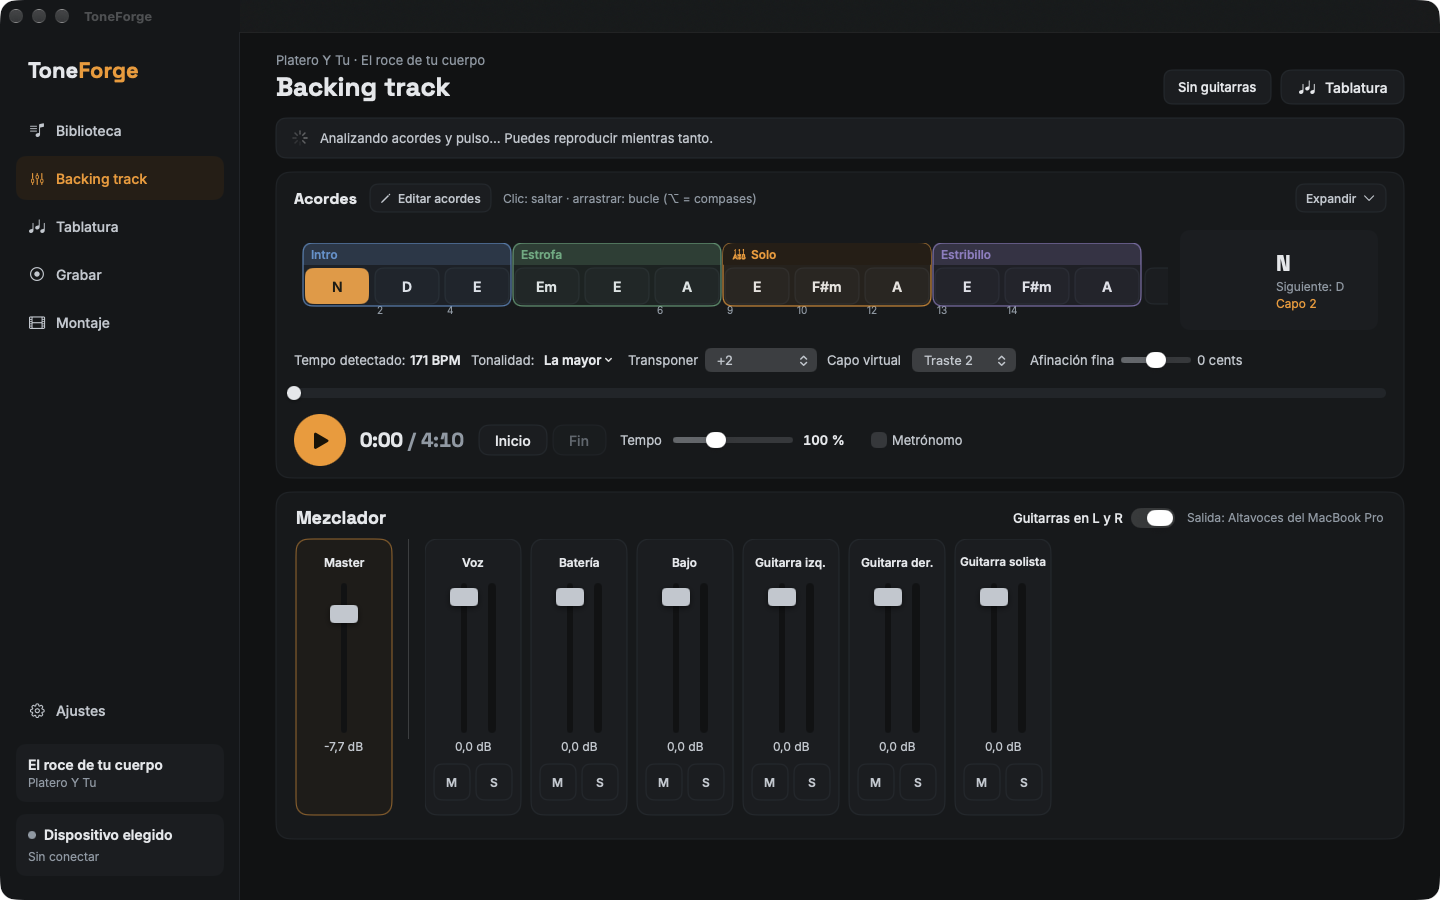 ToneForge
ToneForge
Biblioteca
Backing track
Tablatura
Grabar
Montaje
Ajustes
El roce de tu cuerpo
Platero Y Tu
Dispositivo elegido
Sin conectar
Platero Y Tu · El roce de tu cuerpo
Backing track
Sin guitarras
Tablatura
Analizando acordes y pulso... Puedes reproducir mientras tanto.
Acordes
Editar acordes
Clic: saltar · arrastrar: bucle (⌥ = compases)
Expandir
Intro Estrofa Solo Estribillo
N D E Em E A E F#m A E F#m A
2 4 6 9 10 12 13 14
N
Siguiente: D
Capo 2
Tempo detectado: 171 BPM Tonalidad: La mayor Transponer +2 Capo virtual Traste 2 Afinación fina 0 cents
0:00 / 4:10 Inicio Fin Tempo 100 % Metrónomo
Mezclador
Guitarras en L y R
Salida: Altavoces del MacBook Pro
Master Voz Batería Bajo Guitarra izq. Guitarra der. Guitarra solista
-7,7 dB 0,0 dB 0,0 dB 0,0 dB 0,0 dB 0,0 dB 0,0 dB
M S M S M S M S M S M S